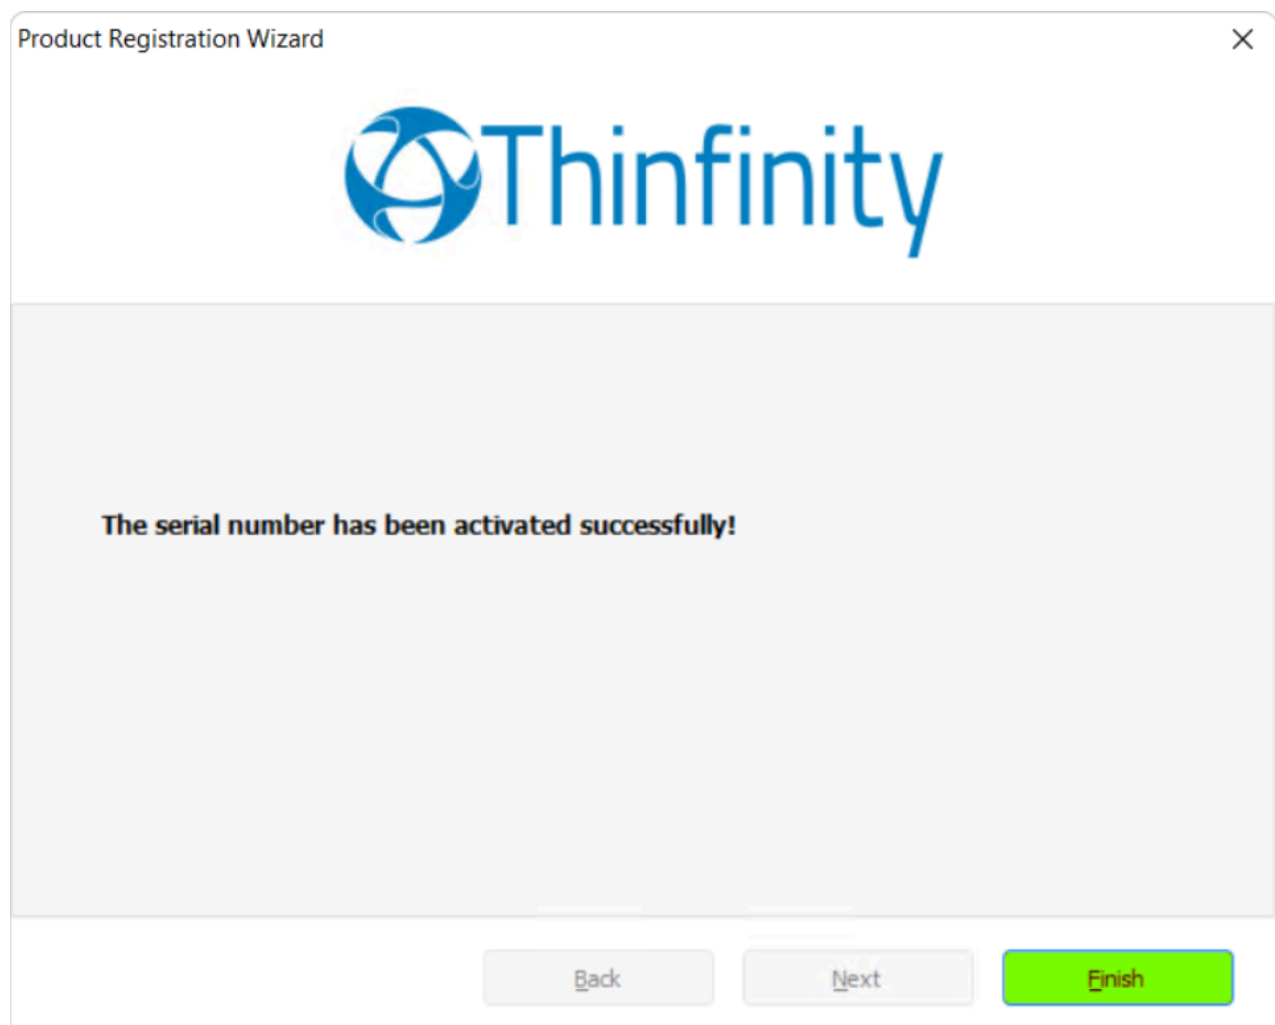 Product Registration Wizard
Thinfinity
The serial number has been activated successfully!
Back
Next
Finish